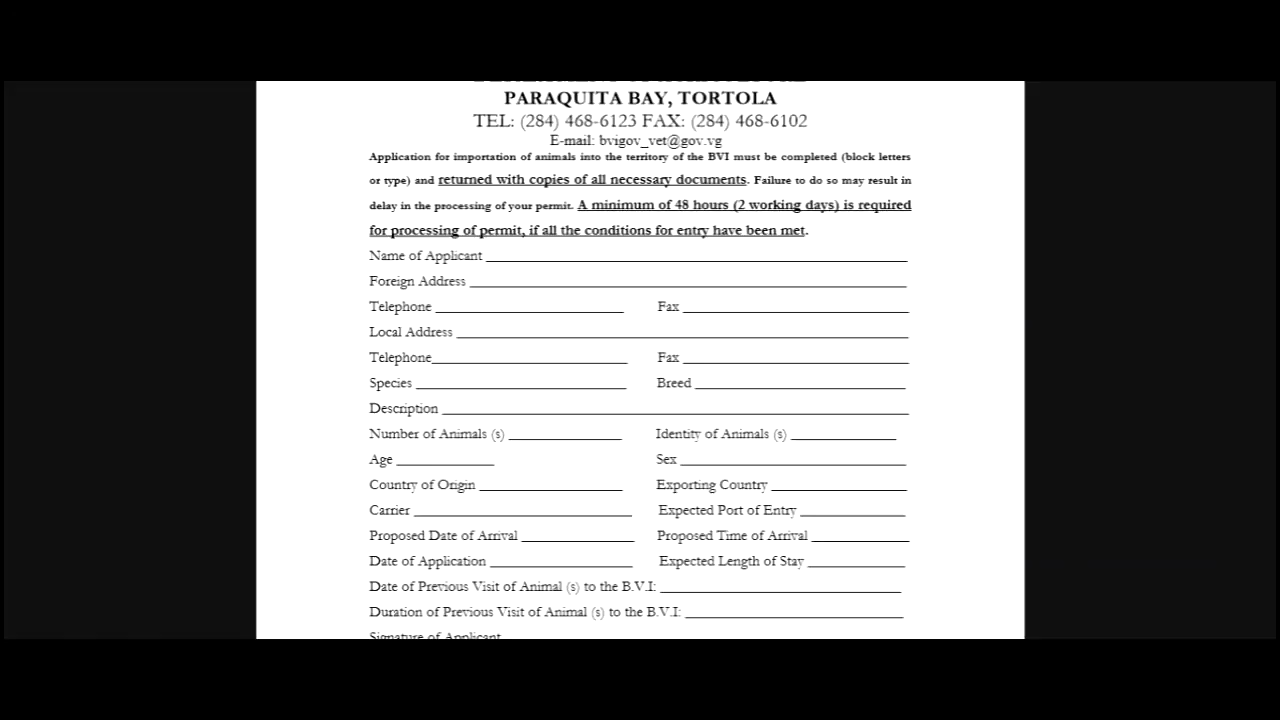 PARAQUITA BAY, TORTOLA
TEL: (284) 468-6123 FAX: (284) 468-6102
E-mail: bvigov_vet@gov.vg
Application for importation of animals into the territory of the BVI must be completed (block letters
or type) and returned with copies of all necessary documents. Failure to do so may result in
delay in the processing of your permit. A minimum of 48 hours (2 working days) is required
for processing of permit, if all the conditions for entry have been met.
Name of Applicant
Foreign Address
Telephone Fax
Local Address
Telephone Fax
Species Breed
Description
Number of Animals (s) Identity of Animals (s)
Age Sex
Country of Origin Exporting Country
Carrier Expected Port of Entry
Proposed Date of Arrival Proposed Time of Arrival
Date of Application Expected Length of Stay
Date of Previous Visit of Animal (s) to the B.V.I:
Duration of Previous Visit of Animal (s) to the B.V.I:
Signature of Applicant